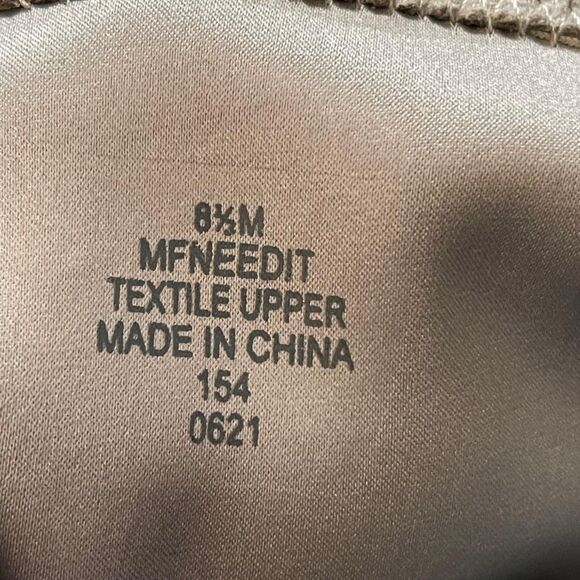 8½M
MFNEEDIT
TEXTILE UPPER
MADE IN CHINA
154
0621